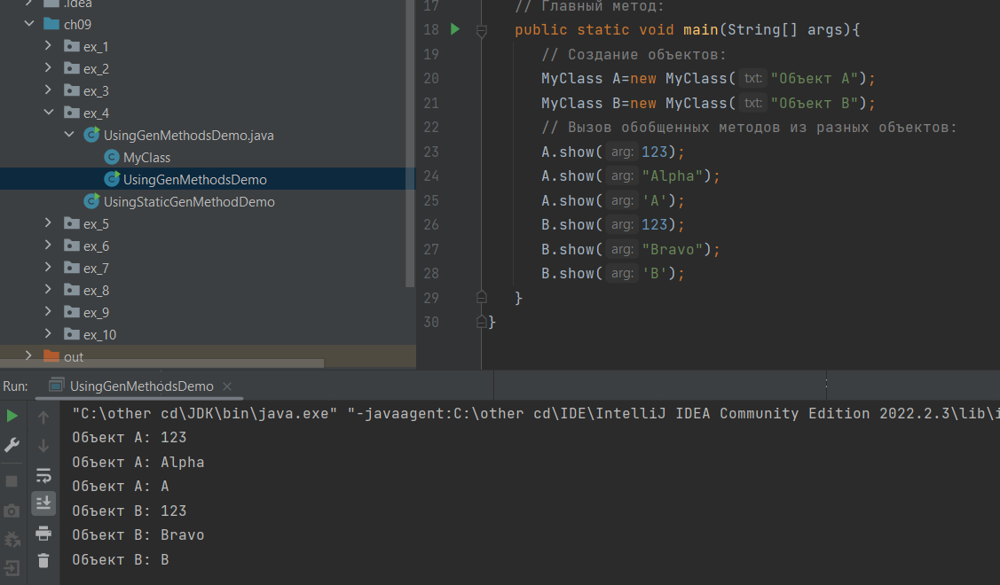 .idea
ch09
ex_1
ex_2
ex_3
ex_4
UsingGenMethodsDemo.java
MyClass
UsingGenMethodsDemo
UsingStaticGenMethodDemo
ex_5
ex_6
ex_7
ex_8
ex_9
ex_10
out
17 // Главный метод:
18 public static void main(String[] args){
19 // Создание объектов:
20 MyClass A=new MyClass( txt: "Объект A");
21 MyClass B=new MyClass( txt: "Объект B");
22 // Вызов обобщенных методов из разных объектов:
23 A.show( arg: 123);
24 A.show( arg: "Alpha");
25 A.show( arg: 'A');
26 B.show( arg: 123);
27 B.show( arg: "Bravo");
28 B.show( arg: 'B');
29 }
30 }
Run: UsingGenMethodsDemo
"C:\other cd\JDK\bin\java.exe" "-javaagent:C:\other cd\IDE\IntelliJ IDEA Community Edition 2022.2.3\lib\i
Объект A: 123
Объект A: Alpha
Объект A: A
Объект B: 123
Объект B: Bravo
Объект B: B